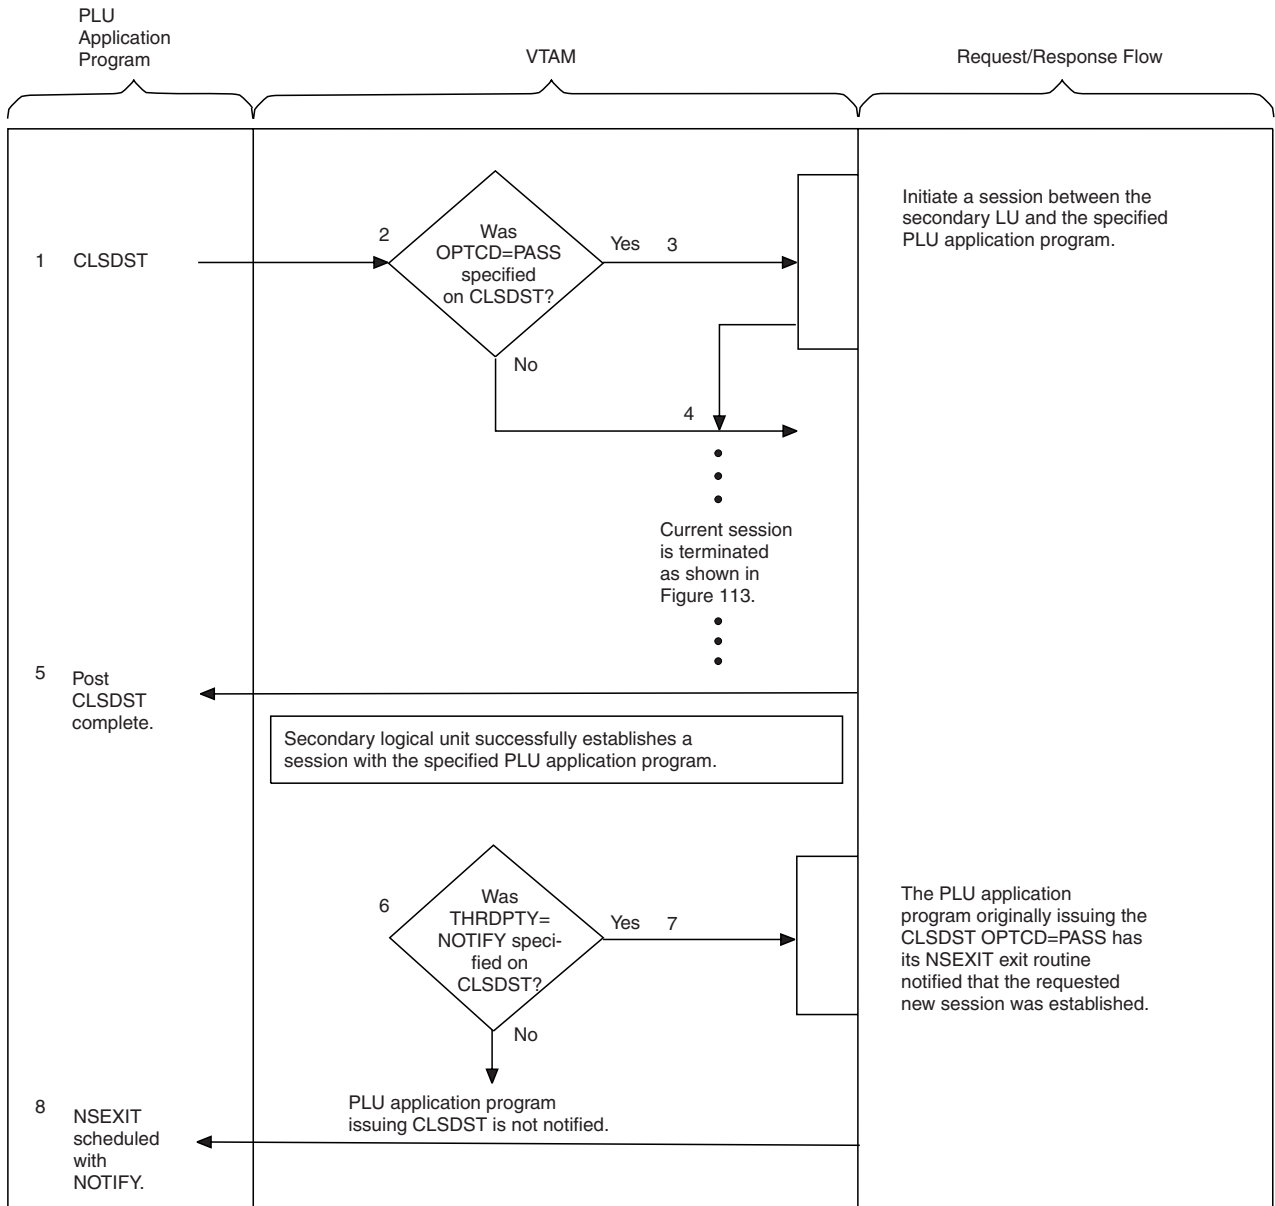 PLU
Application
Program
VTAM
Request/Response Flow
1 CLSDST
2
Was
OPTCD=PASS
specified
on CLSDST?
Yes 3
No
Initiate a session between the
secondary LU and the specified
PLU application program.
4
Current session
is terminated
as shown in
Figure 113.
5 Post
CLSDST
complete.
Secondary logical unit successfully establishes a
session with the specified PLU application program.
6
Was
THRDPTY=
NOTIFY speci-
fied on
CLSDST?
Yes 7
No
The PLU application
program originally issuing the
CLSDST OPTCD=PASS has
its NSEXIT exit routine
notified that the requested
new session was established.
PLU application program
issuing CLSDST is not notified.
8 NSEXIT
scheduled
with
NOTIFY.